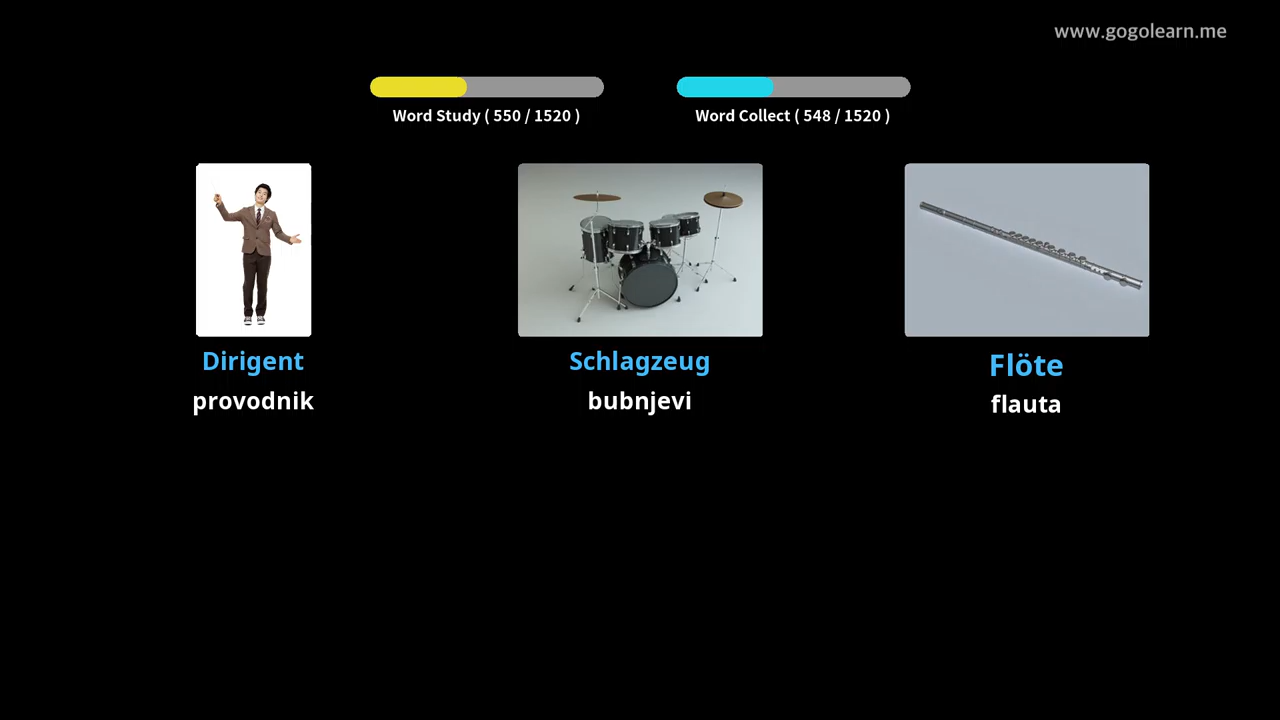 www.gogolearn.me
Word Study ( 550 / 1520 )
Word Collect ( 548 / 1520 )
Dirigent
provodnik
Schlagzeug
bubnjevi
Flöte
flauta